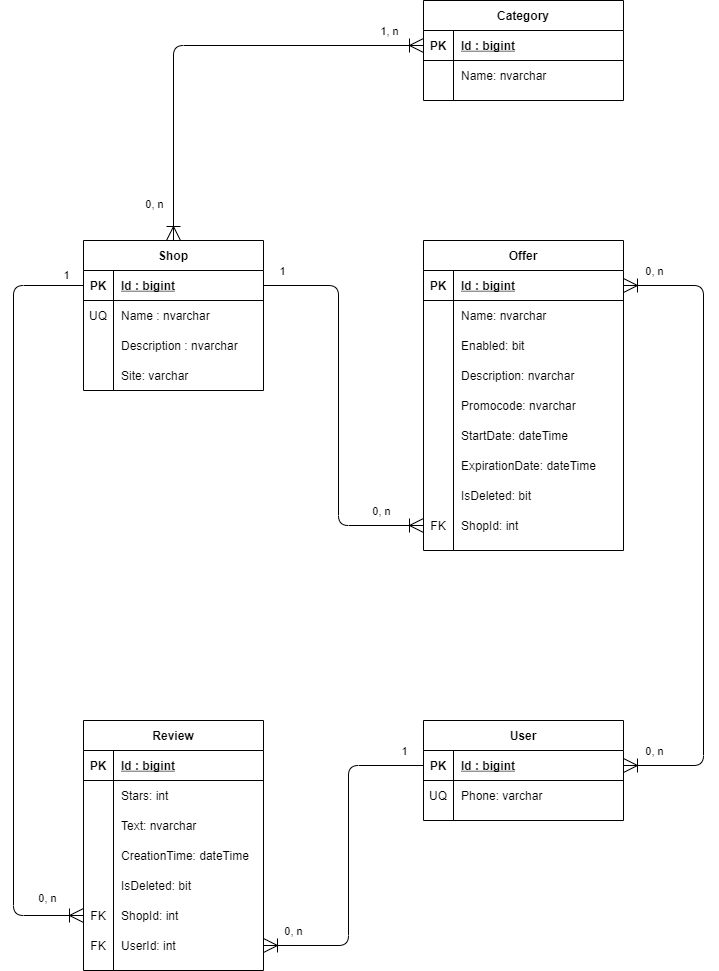 Category
PK Id : bigint
Name: nvarchar
1, n
0, n
Shop
PK Id : bigint
UQ Name : nvarchar
Description : nvarchar
Site: varchar
1
1
Offer
PK Id : bigint
Name: nvarchar
Enabled: bit
Description: nvarchar
Promocode: nvarchar
StartDate: dateTime
ExpirationDate: dateTime
IsDeleted: bit
FK ShopId: int
0, n
0, n
Review
PK Id : bigint
Stars: int
Text: nvarchar
CreationTime: dateTime
IsDeleted: bit
FK ShopId: int
FK UserId: int
0, n
0, n
User
PK Id : bigint
UQ Phone: varchar
1
0, n